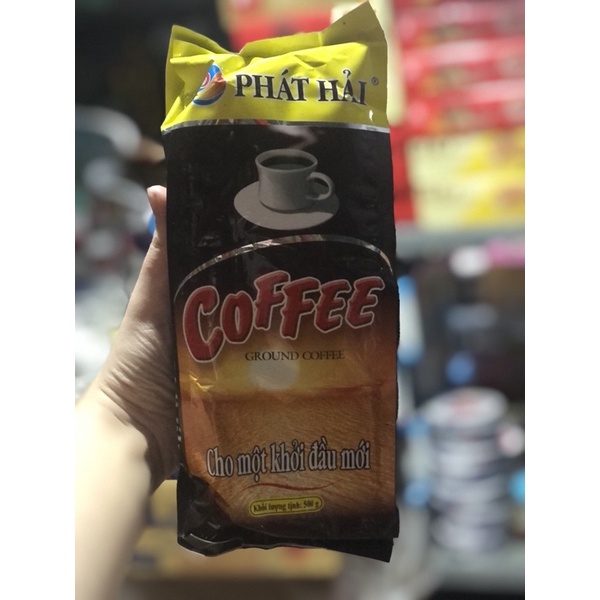 PHÁT HẢI®
COFFEE
GROUND COFFEE
Cho một khởi đầu mới
Khối lượng tịnh: 500 g